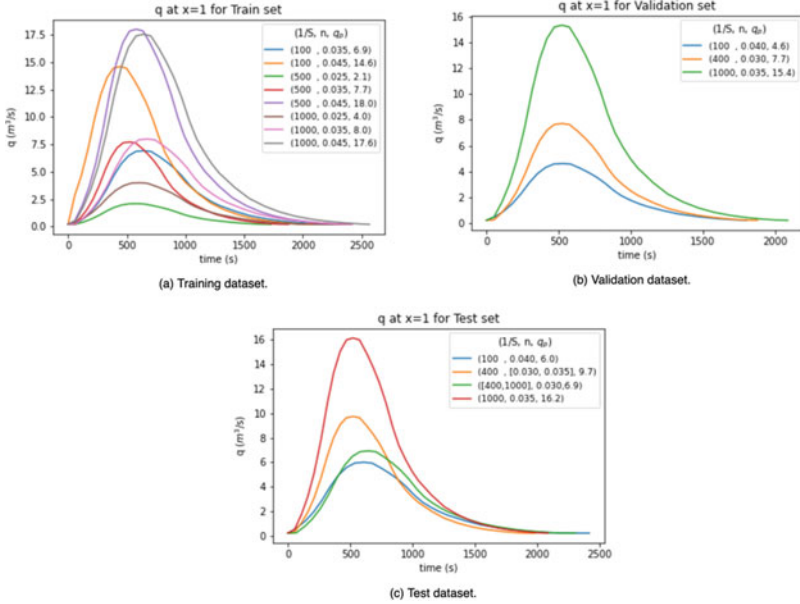 q at x=1 for Train set
q (m³/s)
17.5
15.0
12.5
10.0
7.5
5.0
2.5
0.0
(1/S, n, qₚ)
(100 , 0.035, 6.9)
(100 , 0.045, 14.6)
(500 , 0.025, 2.1)
(500 , 0.035, 7.7)
(500 , 0.045, 18.0)
(1000, 0.025, 4.0)
(1000, 0.035, 8.0)
(1000, 0.045, 17.6)
0 500 1000 1500 2000 2500
time (s)
(a) Training dataset.
q at x=1 for Validation set
q (m³/s)
16
14
12
10
8
6
4
2
0
(1/S, n, qₚ)
(100 , 0.040, 4.6)
(400 , 0.030, 7.7)
(1000, 0.035, 15.4)
0 500 1000 1500 2000
time (s)
(b) Validation dataset.
q at x=1 for Test set
q (m³/s)
16
14
12
10
8
6
4
2
0
(1/S, n, qₚ)
(100 , 0.040, 6.0)
(400 , [0.030, 0.035], 9.7)
([400,1000], 0.030,6.9)
(1000, 0.035, 16.2)
0 500 1000 1500 2000 2500
time (s)
(c) Test dataset.